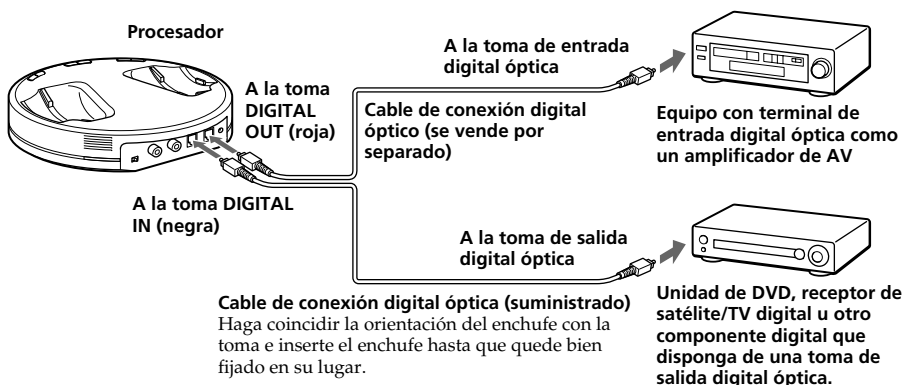 Procesador
A la toma
DIGITAL
OUT (roja)
A la toma DIGITAL
IN (negra)
A la toma de entrada
digital óptica
Cable de conexión digital
óptico (se vende por
separado)
Equipo con terminal de
entrada digital óptica como
un amplificador de AV
A la toma de salida
digital óptica
Cable de conexión digital óptica (suministrado)
Haga coincidir la orientación del enchufe con la
toma e inserte el enchufe hasta que quede bien
fijado en su lugar.
Unidad de DVD, receptor de
satélite/TV digital u otro
componente digital que
disponga de una toma de
salida digital óptica.